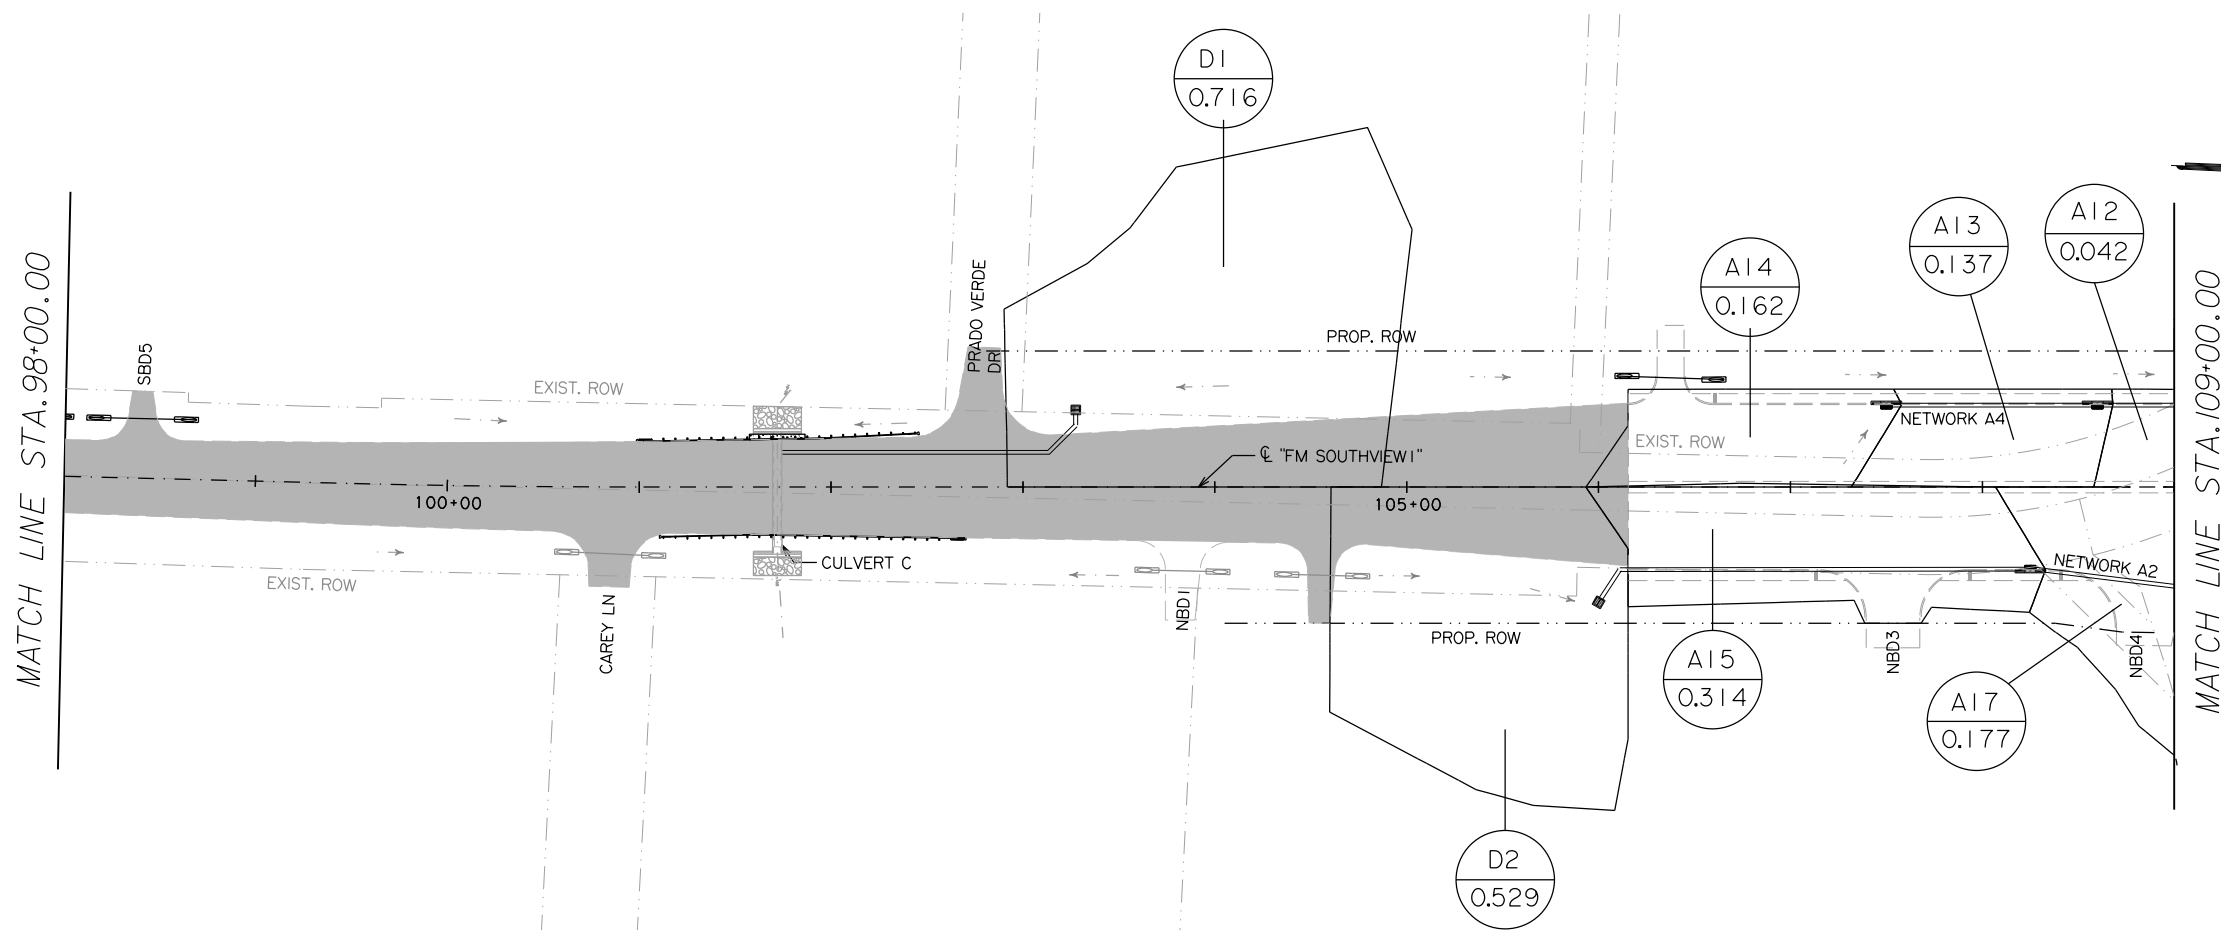 D1
0.716
A13
0.137
A12
0.042
A14
0.162
MATCH LINE STA.98+00.00
SBD5
EXIST. ROW
PRADO VERDE
DR
PROP. ROW
NETWORK A4
EXIST. ROW
℄ "FM SOUTHVIEW1"
100+00
105+00
MATCH LINE STA.109+00.00
CULVERT C
EXIST. ROW
CAREY LN
NBD1
PROP. ROW
NETWORK A2
NBD3
NBD4
A15
0.314
A17
0.177
D2
0.529